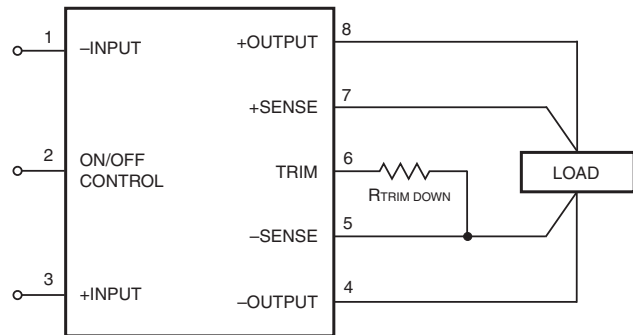 1 –INPUT
+OUTPUT 8
+SENSE 7
2 ON/OFF
CONTROL
TRIM 6
RTRIM DOWN
LOAD
–SENSE 5
3 +INPUT
–OUTPUT 4